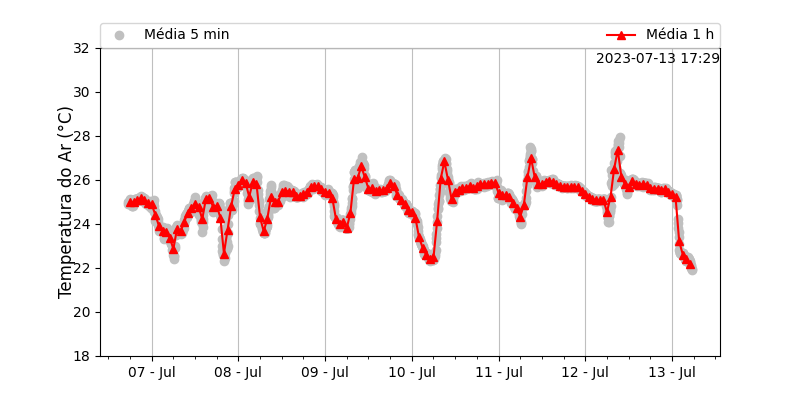 Média 5 min
Média 1 h
2023-07-13 17:29
Temperatura do Ar (°C)
32
30
28
26
24
22
20
18
07 - Jul
08 - Jul
09 - Jul
10 - Jul
11 - Jul
12 - Jul
13 - Jul